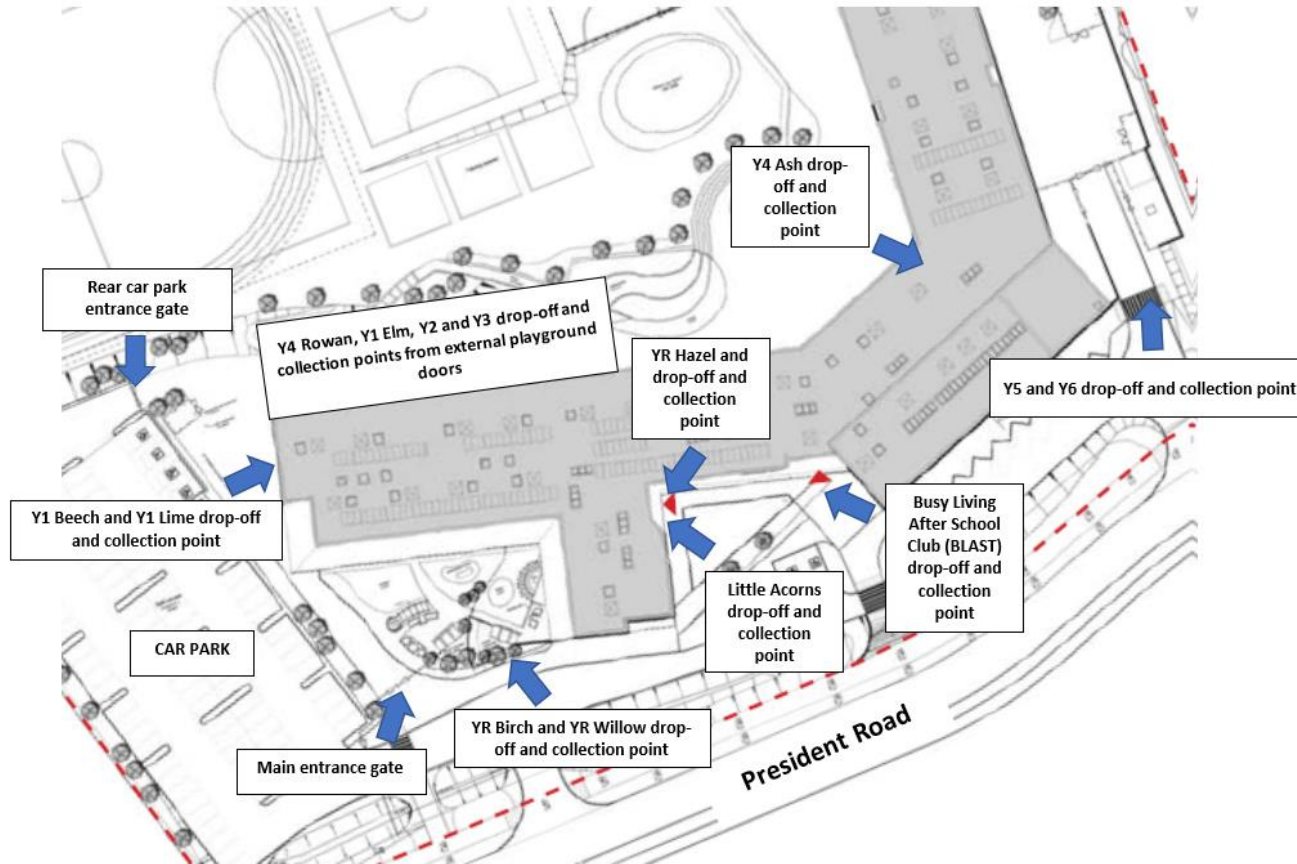 Y4 Ash drop-
off and
collection
point
Rear car park
entrance gate
Y4 Rowan, Y1 Elm, Y2 and Y3 drop-off and
collection points from external playground
doors
YR Hazel and
drop-off and
collection
point
Y5 and Y6 drop-off and collection point
Y1 Beech and Y1 Lime drop-off
and collection point
Busy Living
After School
Club (BLAST)
drop-off and
collection
point
Little Acorns
drop-off and
collection
point
CAR PARK
YR Birch and YR Willow drop-
off and collection point
Main entrance gate
President Road